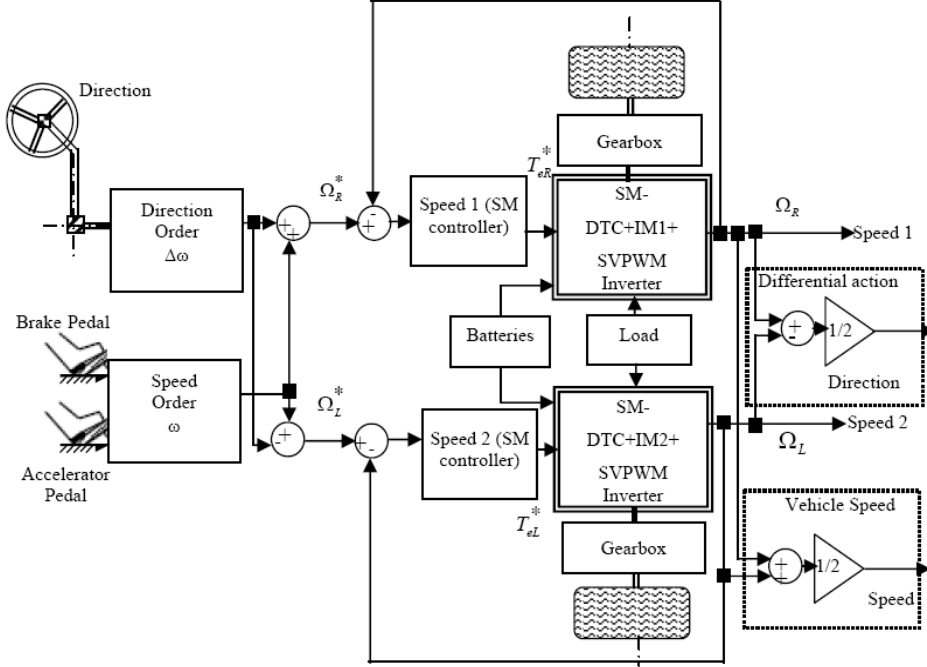 Direction
Direction
Order
Δω
Brake Pedal
Speed
Order
ω
Accelerator
Pedal
+
+
Ω*R
-
+
Speed 1 (SM
controller)
T*eR
Gearbox
SM-
DTC+IM1+
SVPWM
Inverter
ΩR
Speed 1
Differential action
+
-
1/2
Direction
Batteries
Load
-
+
Ω*L
+
-
Speed 2 (SM
controller)
T*eL
SM-
DTC+IM2+
SVPWM
Inverter
Speed 2
ΩL
Gearbox
Vehicle Speed
+
+
1/2
Speed